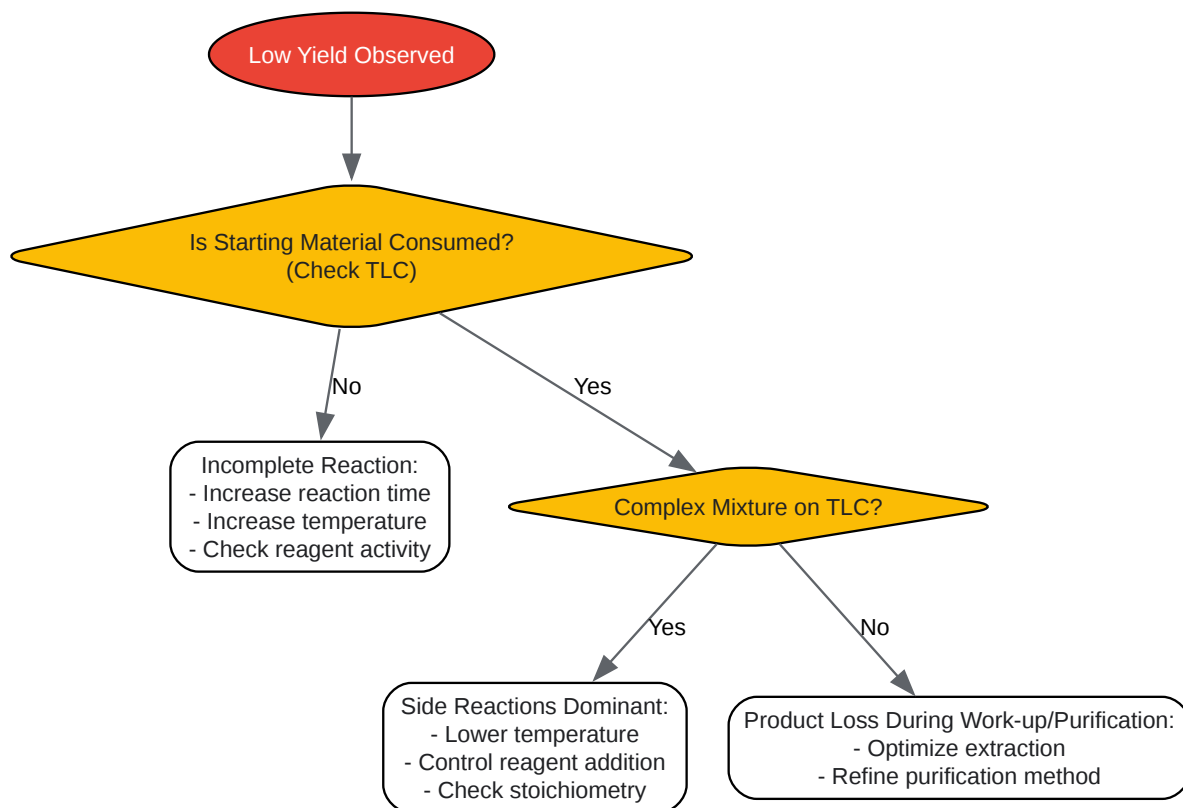 Low Yield Observed
Is Starting Material Consumed?
(Check TLC)
No
Yes
Incomplete Reaction:
- Increase reaction time
- Increase temperature
- Check reagent activity
Complex Mixture on TLC?
Yes
No
Side Reactions Dominant:
- Lower temperature
- Control reagent addition
- Check stoichiometry
Product Loss During Work-up/Purification:
- Optimize extraction
- Refine purification method